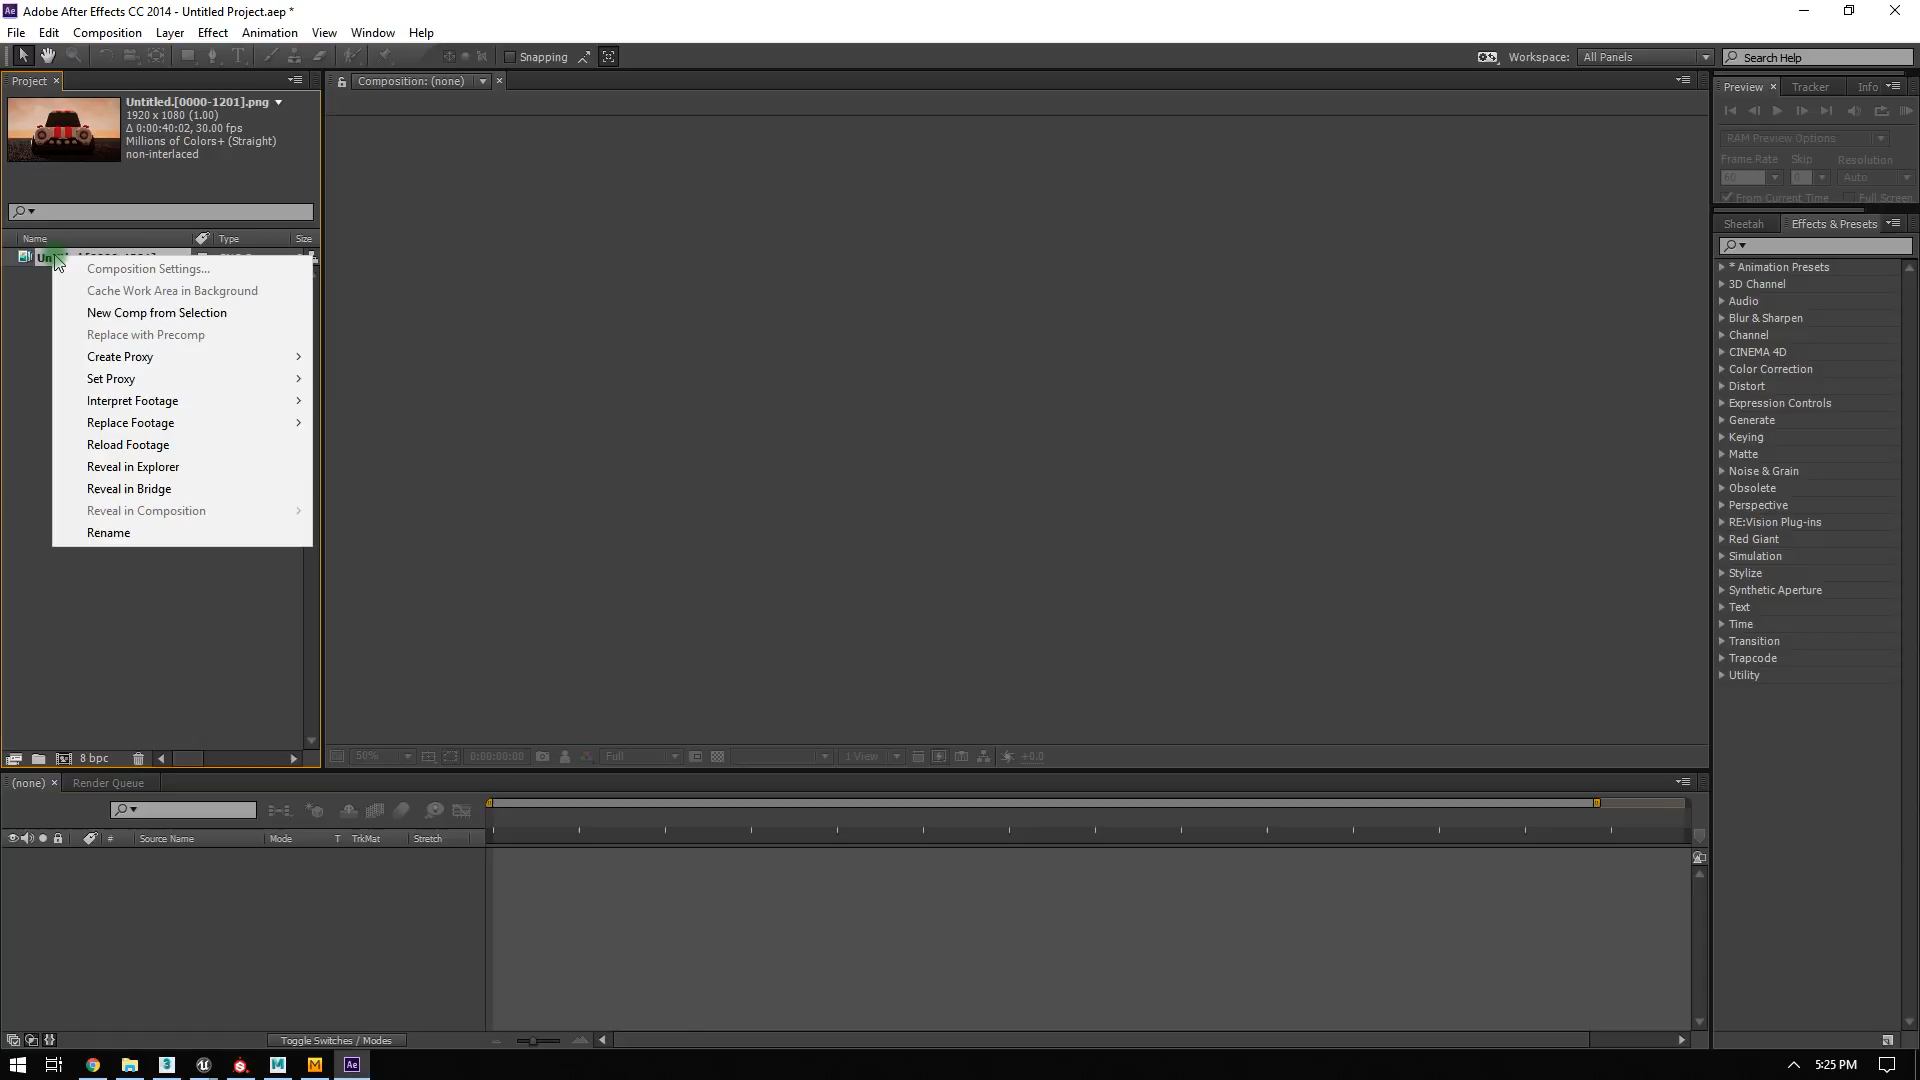 Adobe After Effects CC 2014 - Untitled Project.aep *
File Edit Composition Layer Effect Animation View Window Help
Snapping
Workspace: All Panels
Search Help
Project
Untitled.[0000-1201].png
1920 x 1080 (1.00)
Δ 0:00:40:02, 30.00 fps
Millions of Colors+ (Straight)
non-interlaced
Name Type Size
Composition Settings...
Cache Work Area in Background
New Comp from Selection
Replace with Precomp
Create Proxy
Set Proxy
Interpret Footage
Replace Footage
Reload Footage
Reveal in Explorer
Reveal in Bridge
Reveal in Composition
Rename
8 bpc
Composition: (none)
50% 0:00:00:00 Full 1 View +0.0
Preview Tracker Info
RAM Preview Options
Frame Rate Skip Resolution
60 0 Auto
From Current Time Full Screen
Sheetah Effects & Presets
* Animation Presets
3D Channel
Audio
Blur & Sharpen
Channel
CINEMA 4D
Color Correction
Distort
Expression Controls
Generate
Keying
Matte
Noise & Grain
Obsolete
Perspective
RE:Vision Plug-ins
Red Giant
Simulation
Stylize
Synthetic Aperture
Text
Time
Transition
Trapcode
Utility
(none) Render Queue
# Source Name Mode T TrkMat Stretch
Toggle Switches / Modes
5:25 PM